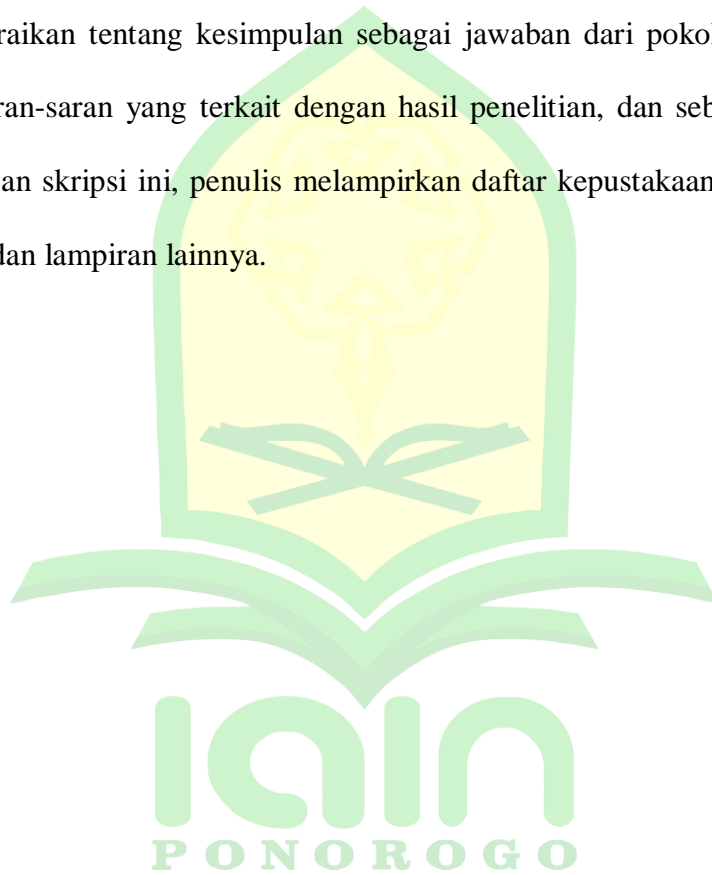 raikan tentang kesimpulan sebagai jawaban dari poko
ran-saran yang terkait dengan hasil penelitian, dan seb
an skripsi ini, penulis melampirkan daftar kepustakaan
dan lampiran lainnya.
iain
PONOROGO